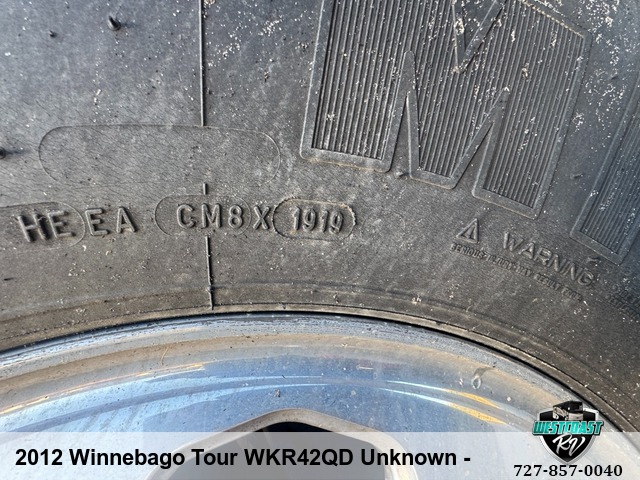 M
HE EA CM8X 1919
⚠ WARNING
2012 Winnebago Tour WKR42QD Unknown -
WESTCOAST
RV
727-857-0040